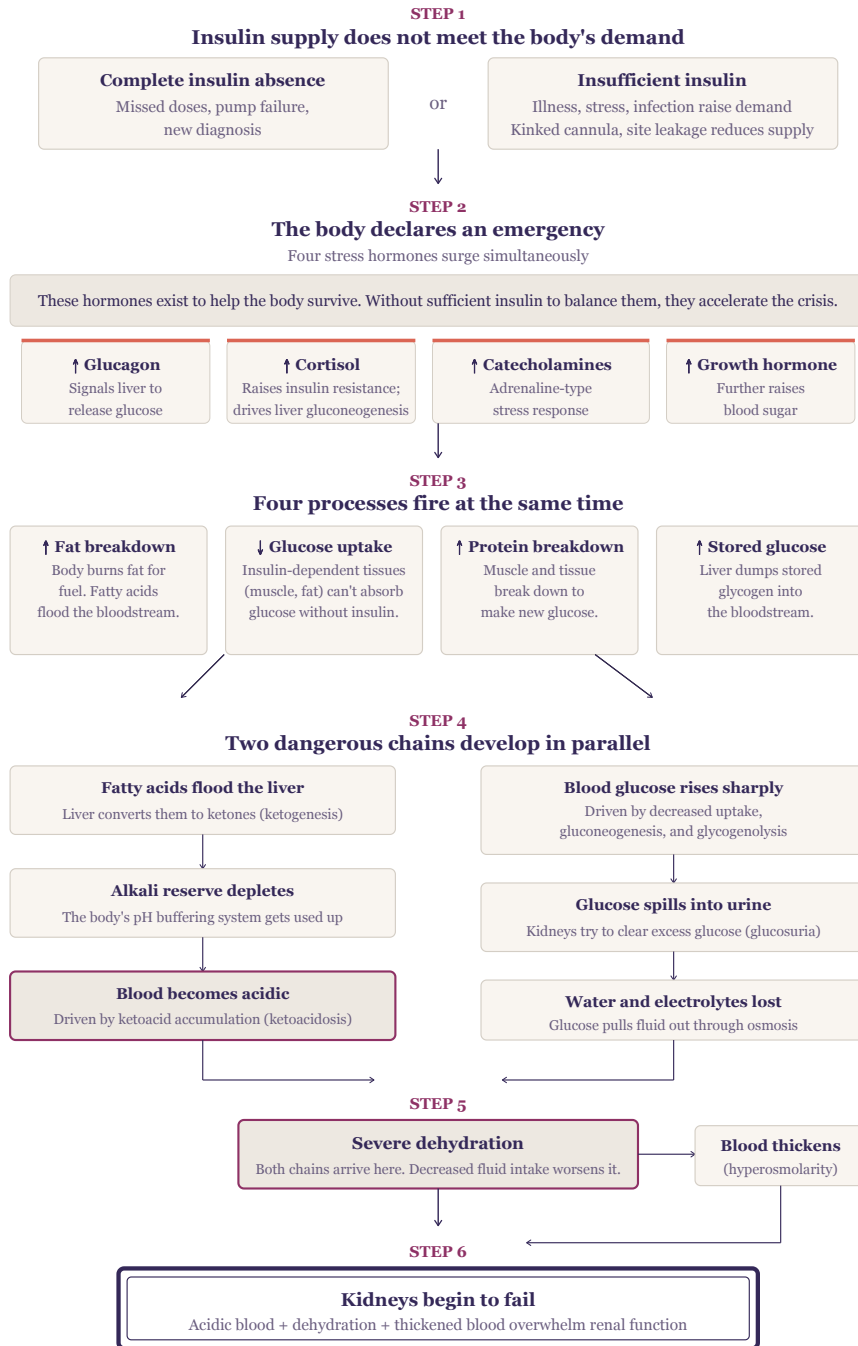 STEP 1
Insulin supply does not meet the body's demand
Complete insulin absence
Missed doses, pump failure,
new diagnosis
or
Insufficient insulin
Illness, stress, infection raise demand
Kinked cannula, site leakage reduces supply
STEP 2
The body declares an emergency
Four stress hormones surge simultaneously
These hormones exist to help the body survive. Without sufficient insulin to balance them, they accelerate the crisis.
↑ Glucagon
Signals liver to
release glucose
↑ Cortisol
Raises insulin resistance;
drives liver gluconeogenesis
↑ Catecholamines
Adrenaline-type
stress response
↑ Growth hormone
Further raises
blood sugar
STEP 3
Four processes fire at the same time
↑ Fat breakdown
Body burns fat for
fuel. Fatty acids
flood the bloodstream.
↓ Glucose uptake
Insulin-dependent tissues
(muscle, fat) can't absorb
glucose without insulin.
↑ Protein breakdown
Muscle and tissue
break down to
make new glucose.
↑ Stored glucose
Liver dumps stored
glycogen into
the bloodstream.
STEP 4
Two dangerous chains develop in parallel
Fatty acids flood the liver
Liver converts them to ketones (ketogenesis)
Alkali reserve depletes
The body's pH buffering system gets used up
Blood becomes acidic
Driven by ketoacid accumulation (ketoacidosis)
Blood glucose rises sharply
Driven by decreased uptake,
gluconeogenesis, and glycogenolysis
Glucose spills into urine
Kidneys try to clear excess glucose (glucosuria)
Water and electrolytes lost
Glucose pulls fluid out through osmosis
STEP 5
Severe dehydration
Both chains arrive here. Decreased fluid intake worsens it.
Blood thickens
(hyperosmolarity)
STEP 6
Kidneys begin to fail
Acidic blood + dehydration + thickened blood overwhelm renal function